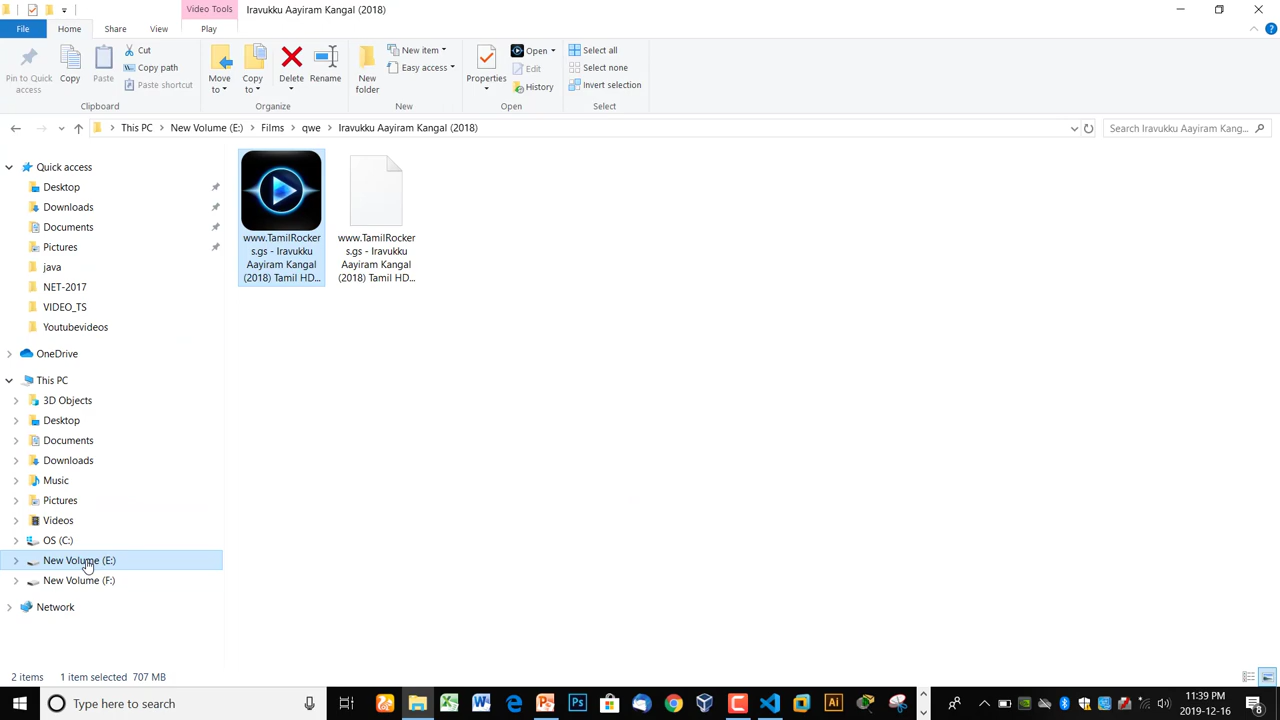 Video Tools
Iravukku Aayiram Kangal (2018)
File
Home
Share
View
Play
Pin to Quick access
Copy
Paste
Cut
Copy path
Paste shortcut
Clipboard
Move to
Copy to
Delete
Rename
Organize
New folder
New item
Easy access
New
Properties
Open
Edit
History
Open
Select all
Select none
Invert selection
Select
This PC
New Volume (E:)
Films
qwe
Iravukku Aayiram Kangal (2018)
Search Iravukku Aayiram Kang...
Quick access
Desktop
Downloads
Documents
Pictures
java
NET-2017
VIDEO_TS
Youtubevideos
OneDrive
This PC
3D Objects
Desktop
Documents
Downloads
Music
Pictures
Videos
OS (C:)
New Volume (E:)
New Volume (F:)
Network
www.TamilRocker
s.gs - Iravukku
Aayiram Kangal
(2018) Tamil HD...
www.TamilRocker
s.gs - Iravukku
Aayiram Kangal
(2018) Tamil HD...
2 items
1 item selected 707 MB
Type here to search
11:39 PM
2019-12-16
8